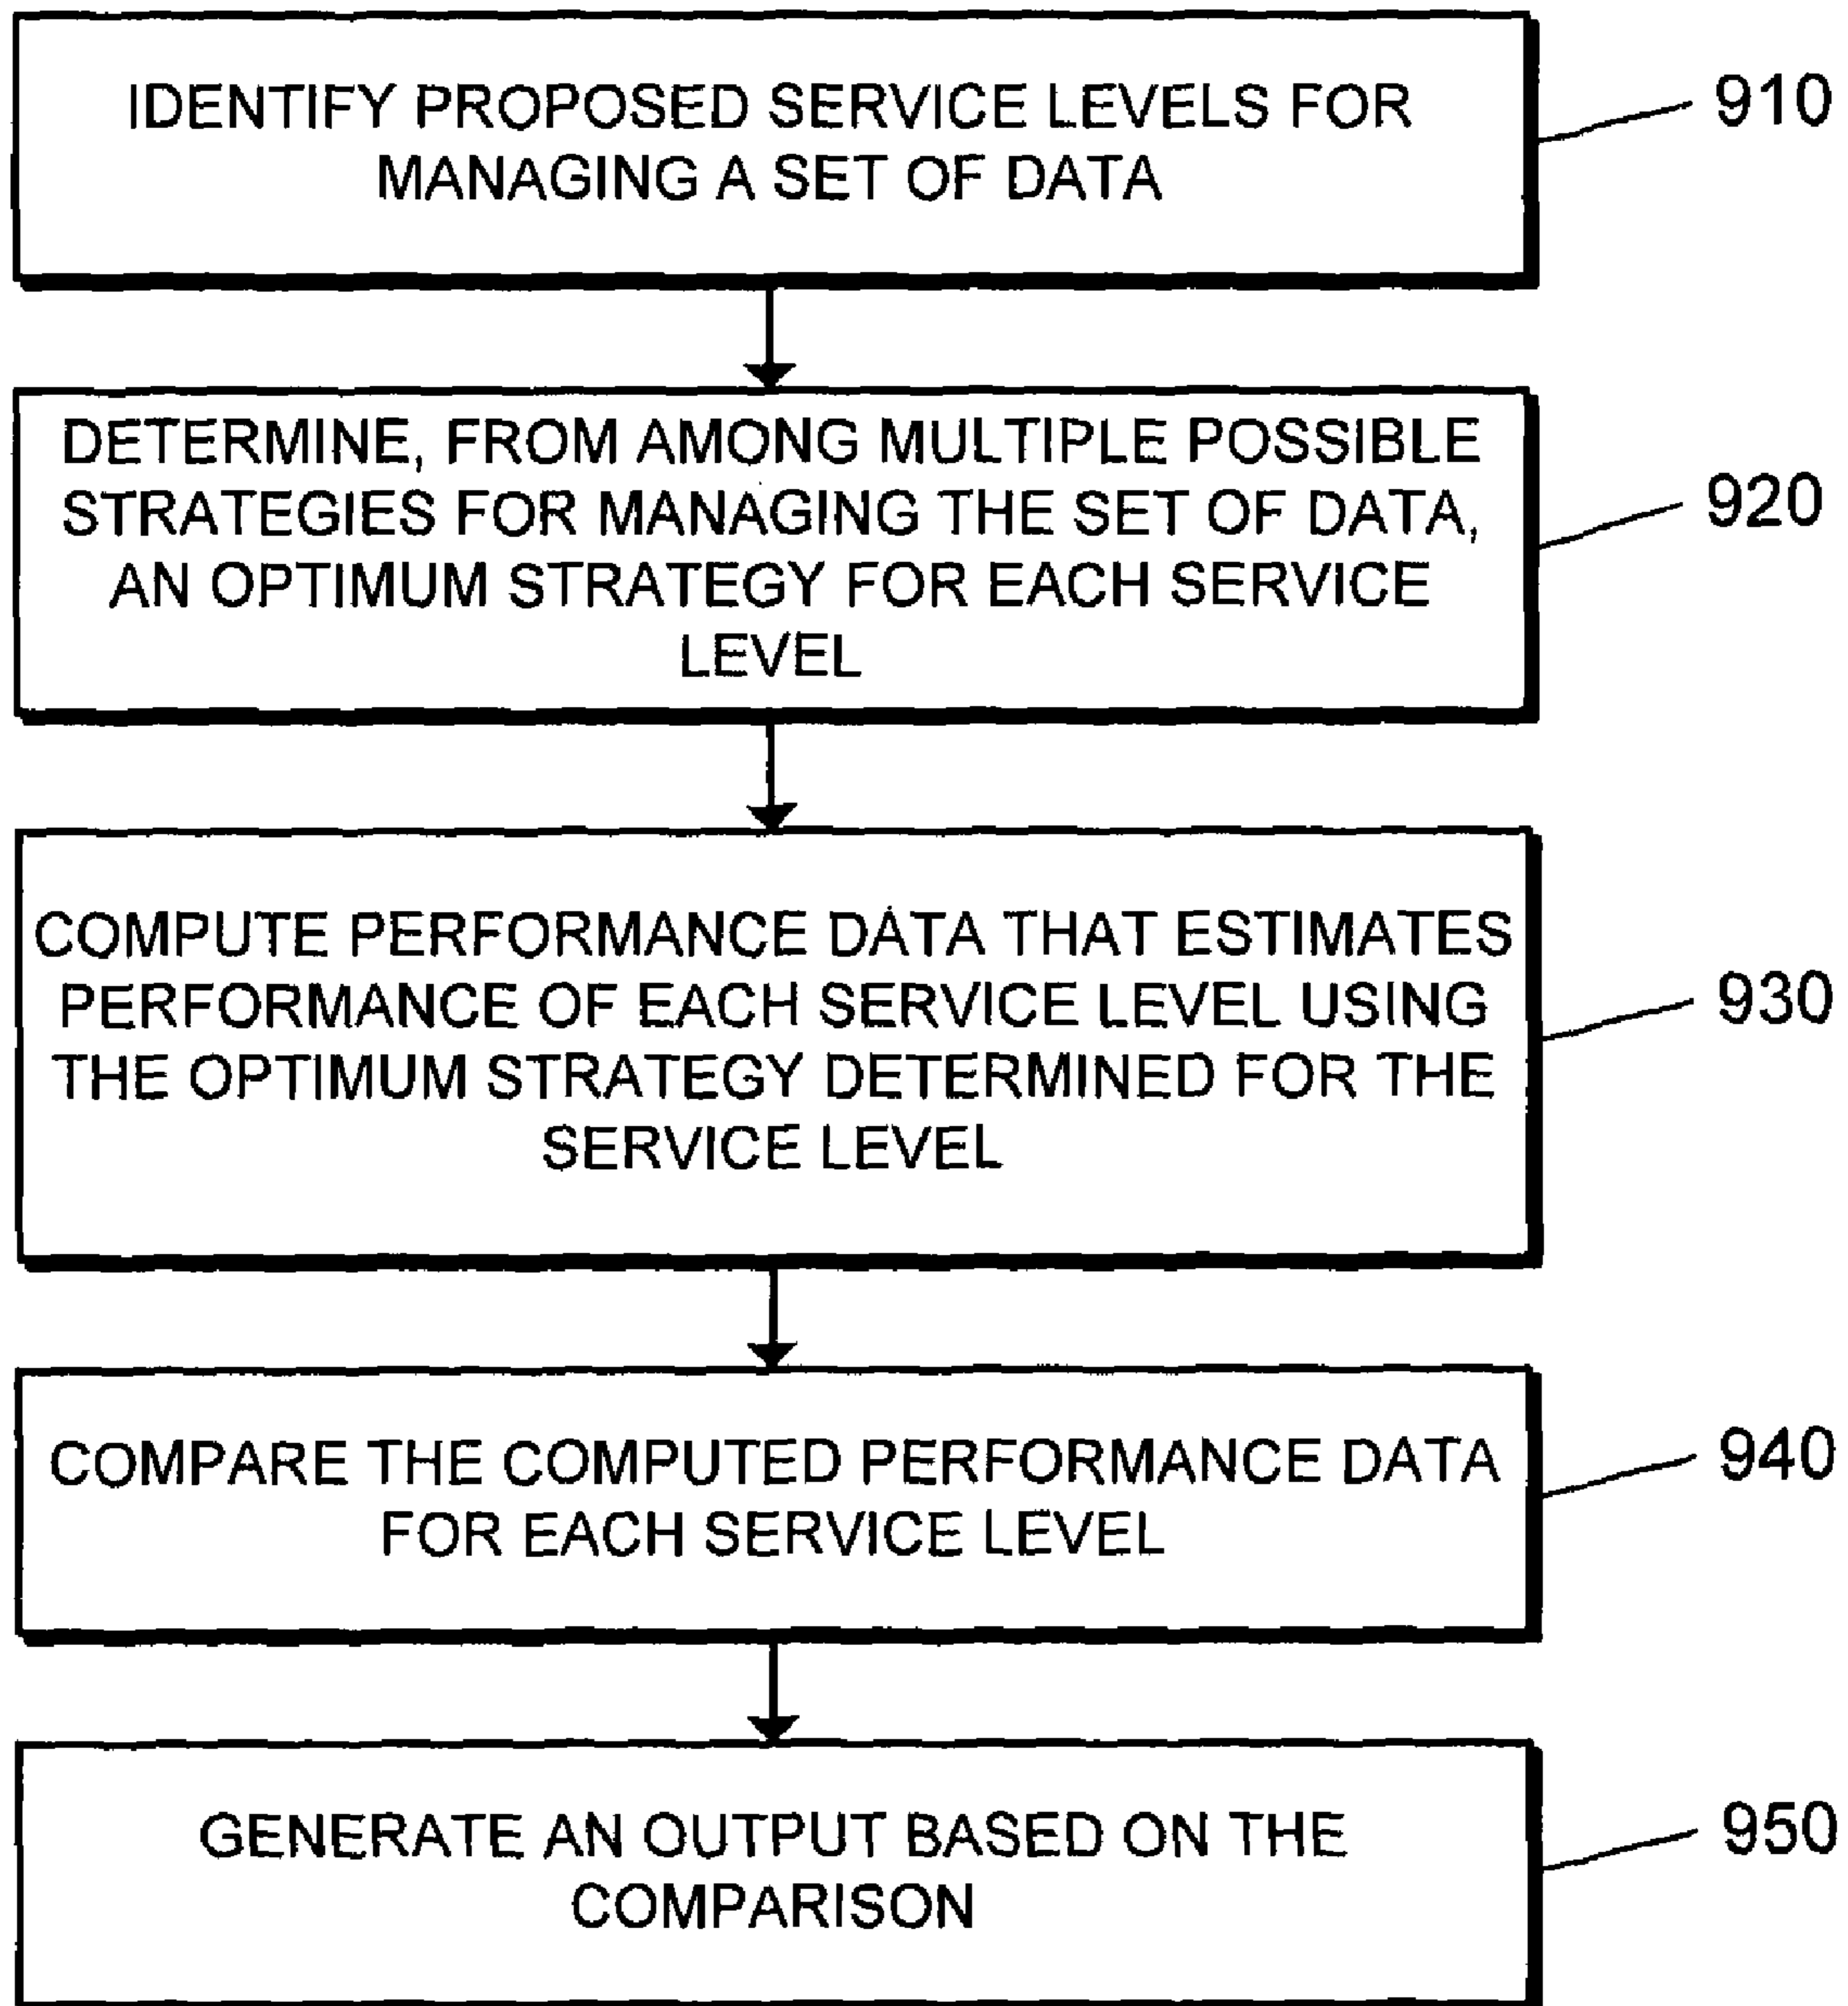 IDENTIFY PROPOSED SERVICE LEVELS FOR
MANAGING A SET OF DATA
910
DETERMINE, FROM AMONG MULTIPLE POSSIBLE
STRATEGIES FOR MANAGING THE SET OF DATA,
AN OPTIMUM STRATEGY FOR EACH SERVICE
LEVEL
920
COMPUTE PERFORMANCE DATA THAT ESTIMATES
PERFORMANCE OF EACH SERVICE LEVEL USING
THE OPTIMUM STRATEGY DETERMINED FOR THE
SERVICE LEVEL
930
COMPARE THE COMPUTED PERFORMANCE DATA
FOR EACH SERVICE LEVEL
940
GENERATE AN OUTPUT BASED ON THE
COMPARISON
950